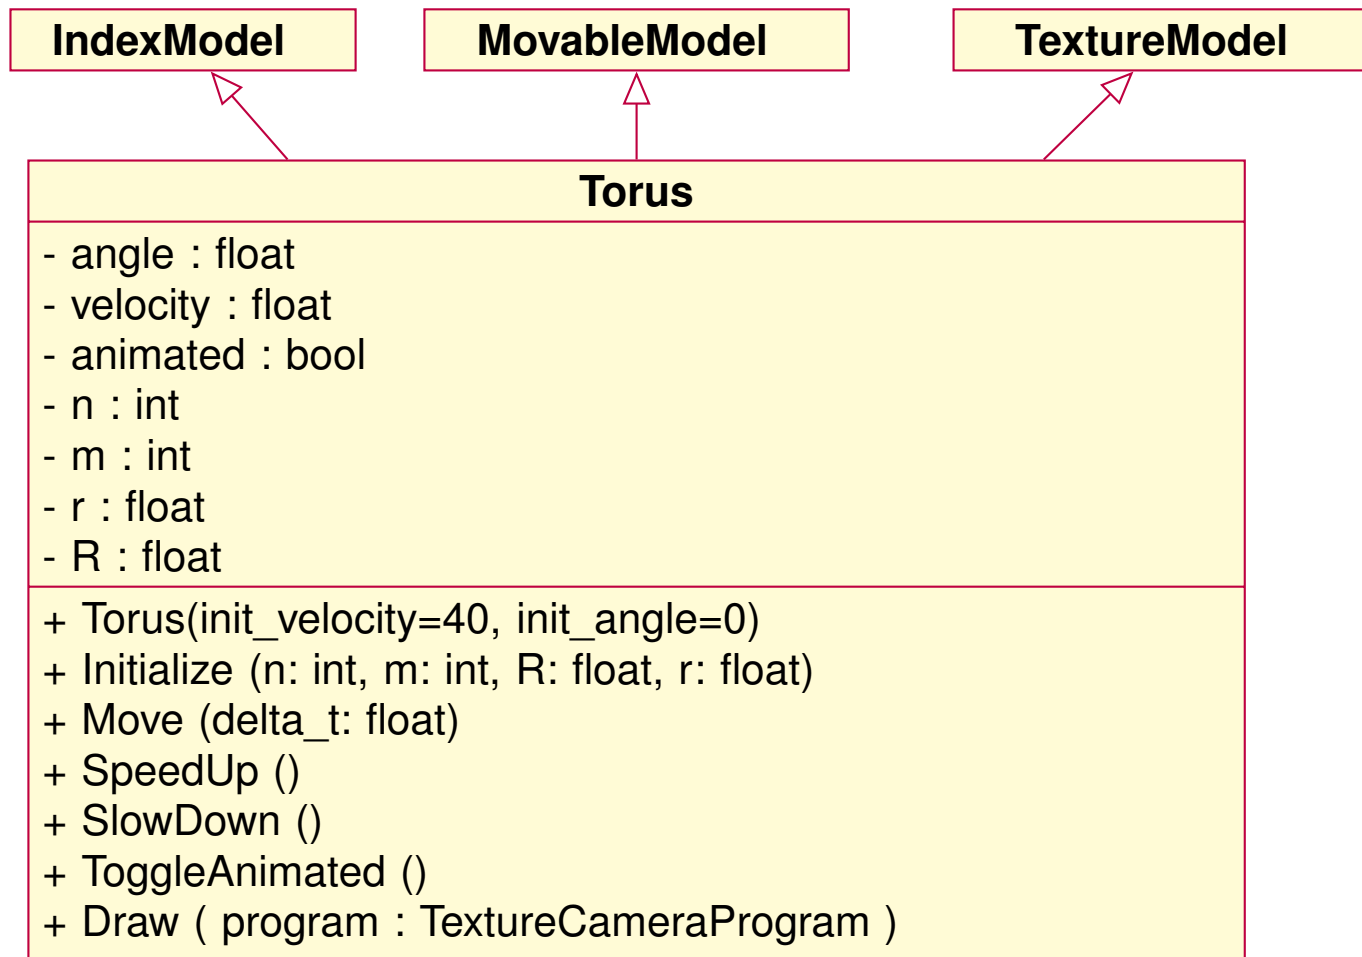 IndexModel
MovableModel
TextureModel
Torus
- angle : float
- velocity : float
- animated : bool
- n : int
- m : int
- r : float
- R : float
+ Torus(init_velocity=40, init_angle=0)
+ Initialize (n: int, m: int, R: float, r: float)
+ Move (delta_t: float)
+ SpeedUp ()
+ SlowDown ()
+ ToggleAnimated ()
+ Draw ( program : TextureCameraProgram )